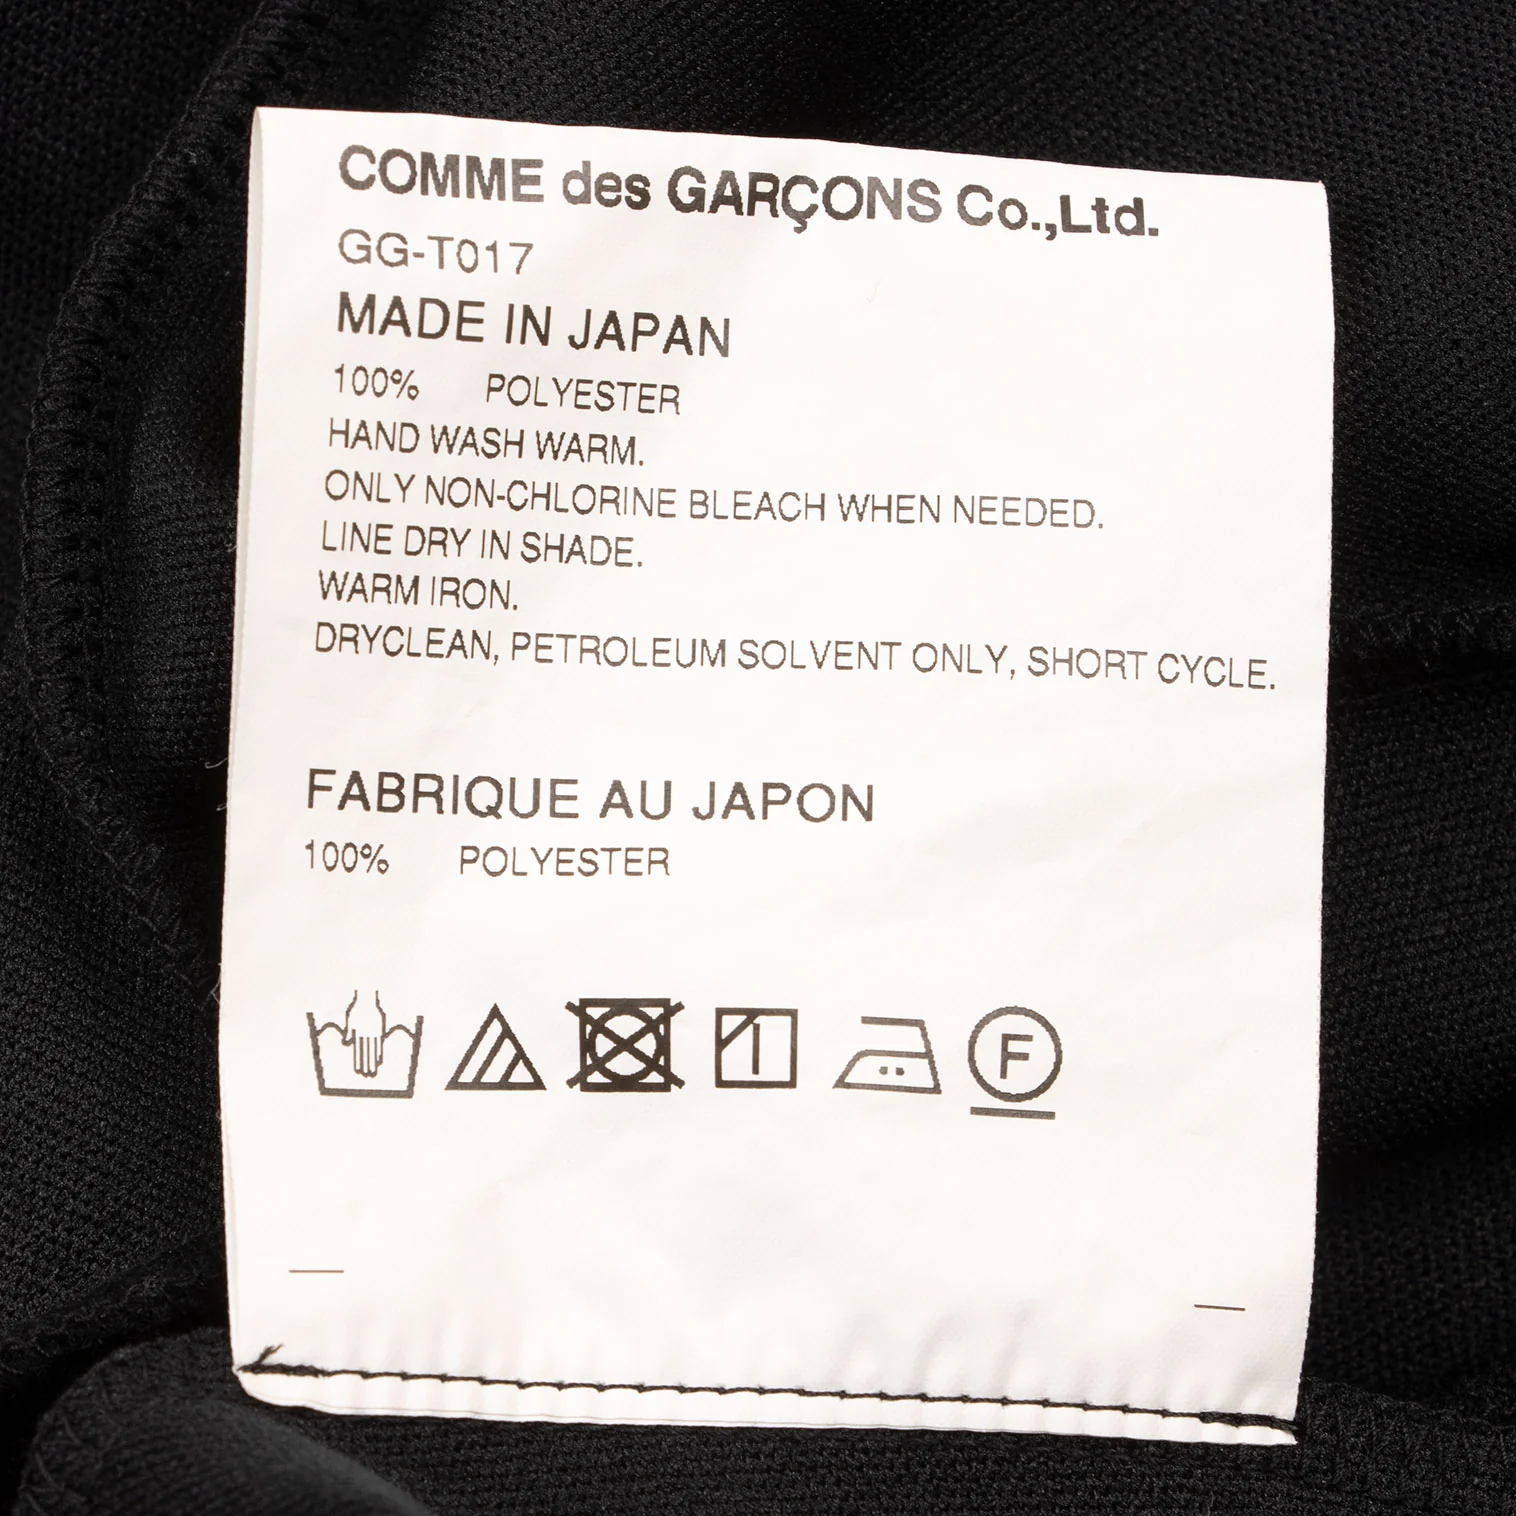 COMME des GARÇONS Co.,Ltd.
GG-T017
MADE IN JAPAN
100% POLYESTER
HAND WASH WARM.
ONLY NON-CHLORINE BLEACH WHEN NEEDED.
LINE DRY IN SHADE.
WARM IRON.
DRYCLEAN, PETROLEUM SOLVENT ONLY, SHORT CYCLE.
FABRIQUE AU JAPON
100% POLYESTER
F